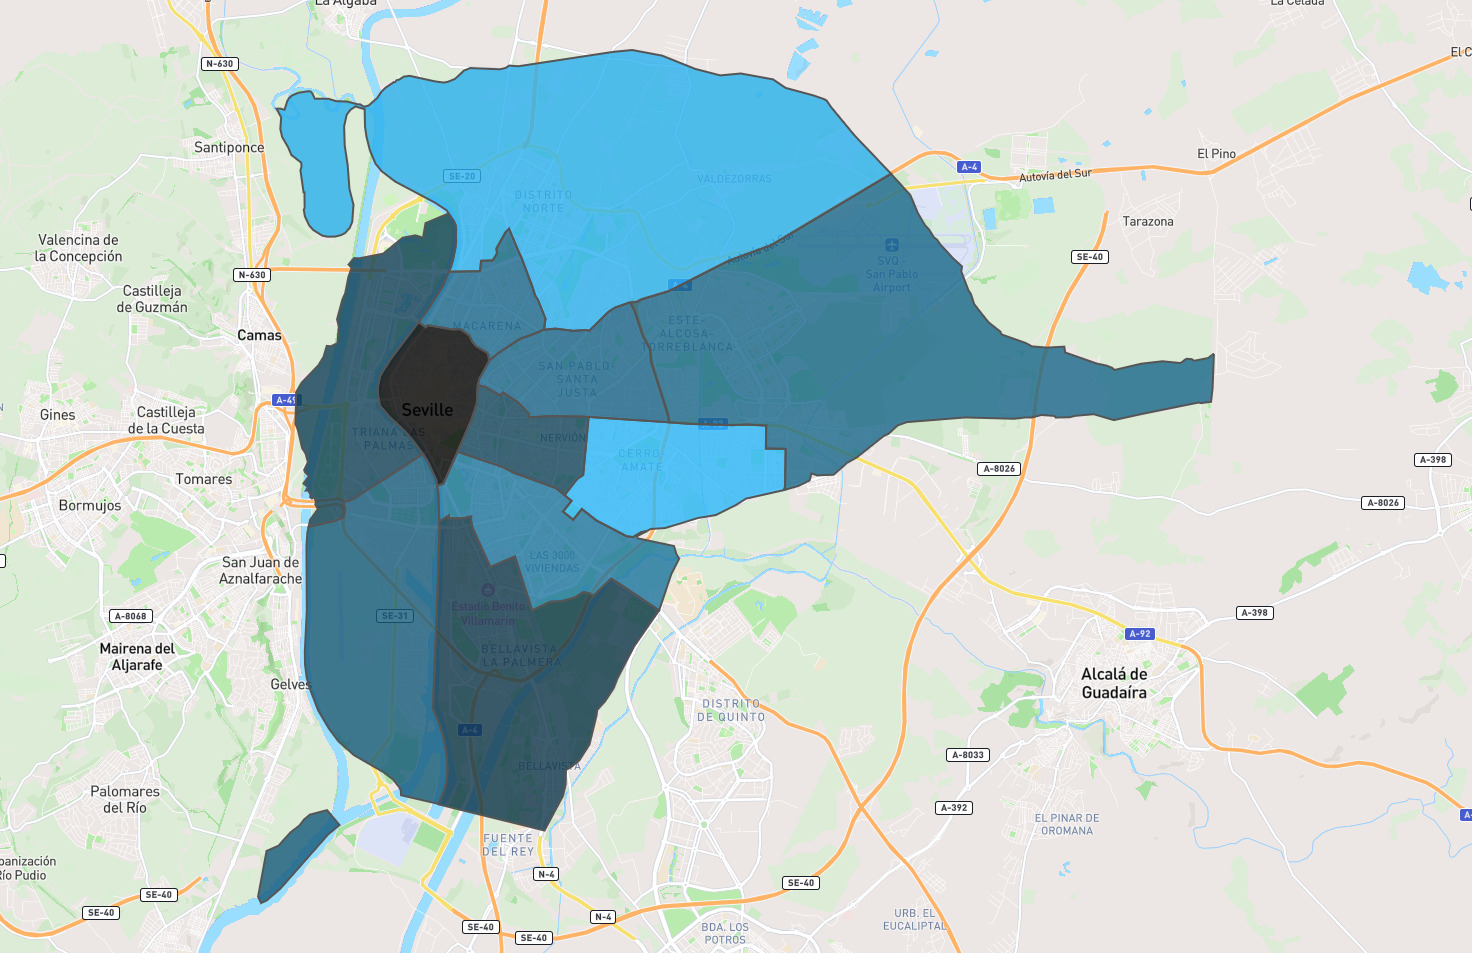 La Algaba
La Celada
N-630
El C
Santiponce
SE-20
DISTRITO
NORTE
VALDEZORRAS
A-4
Autovía del Sur
El Pino
Tarazona
Valencina de
la Concepción
N-630
Autovía del Sur
SVQ -
San Pablo
Airport
SE-40
Castilleja
de Guzmán
Camas
MACARENA
ESTE-
ALCOSA-
TORREBLANCA
SAN PABLO-
SANTA
JUSTA
A-49
Gines
Castilleja
de la Cuesta
Seville
TRIANA LAS
PALMAS
NERVIÓN
A-92
CERRO-
AMATE
A-8026
A-398
Tomares
Bormujos
A-8026
San Juan de
Aznalfarache
LAS 3000
VIVIENDAS
A-8068
SE-31
Estadio Benito
Villamarín
A-398
A-92
Mairena del
Aljarafe
BELLAVISTA
LA PALMERA
Gelves
Alcalá de
Guadaíra
DISTRITO
DE QUINTO
A-4
A-8033
BELLAVISTA
Palomares
del Río
A-392
EL PINAR DE
OROMANA
A-
FUENTE
DEL REY
banización
Río Pudio
N-4
SE-40
SE-40
SE-40
N-4
SE-40
SE-40
URB. EL
EUCALIPTAL
BDA. LOS
POTROS